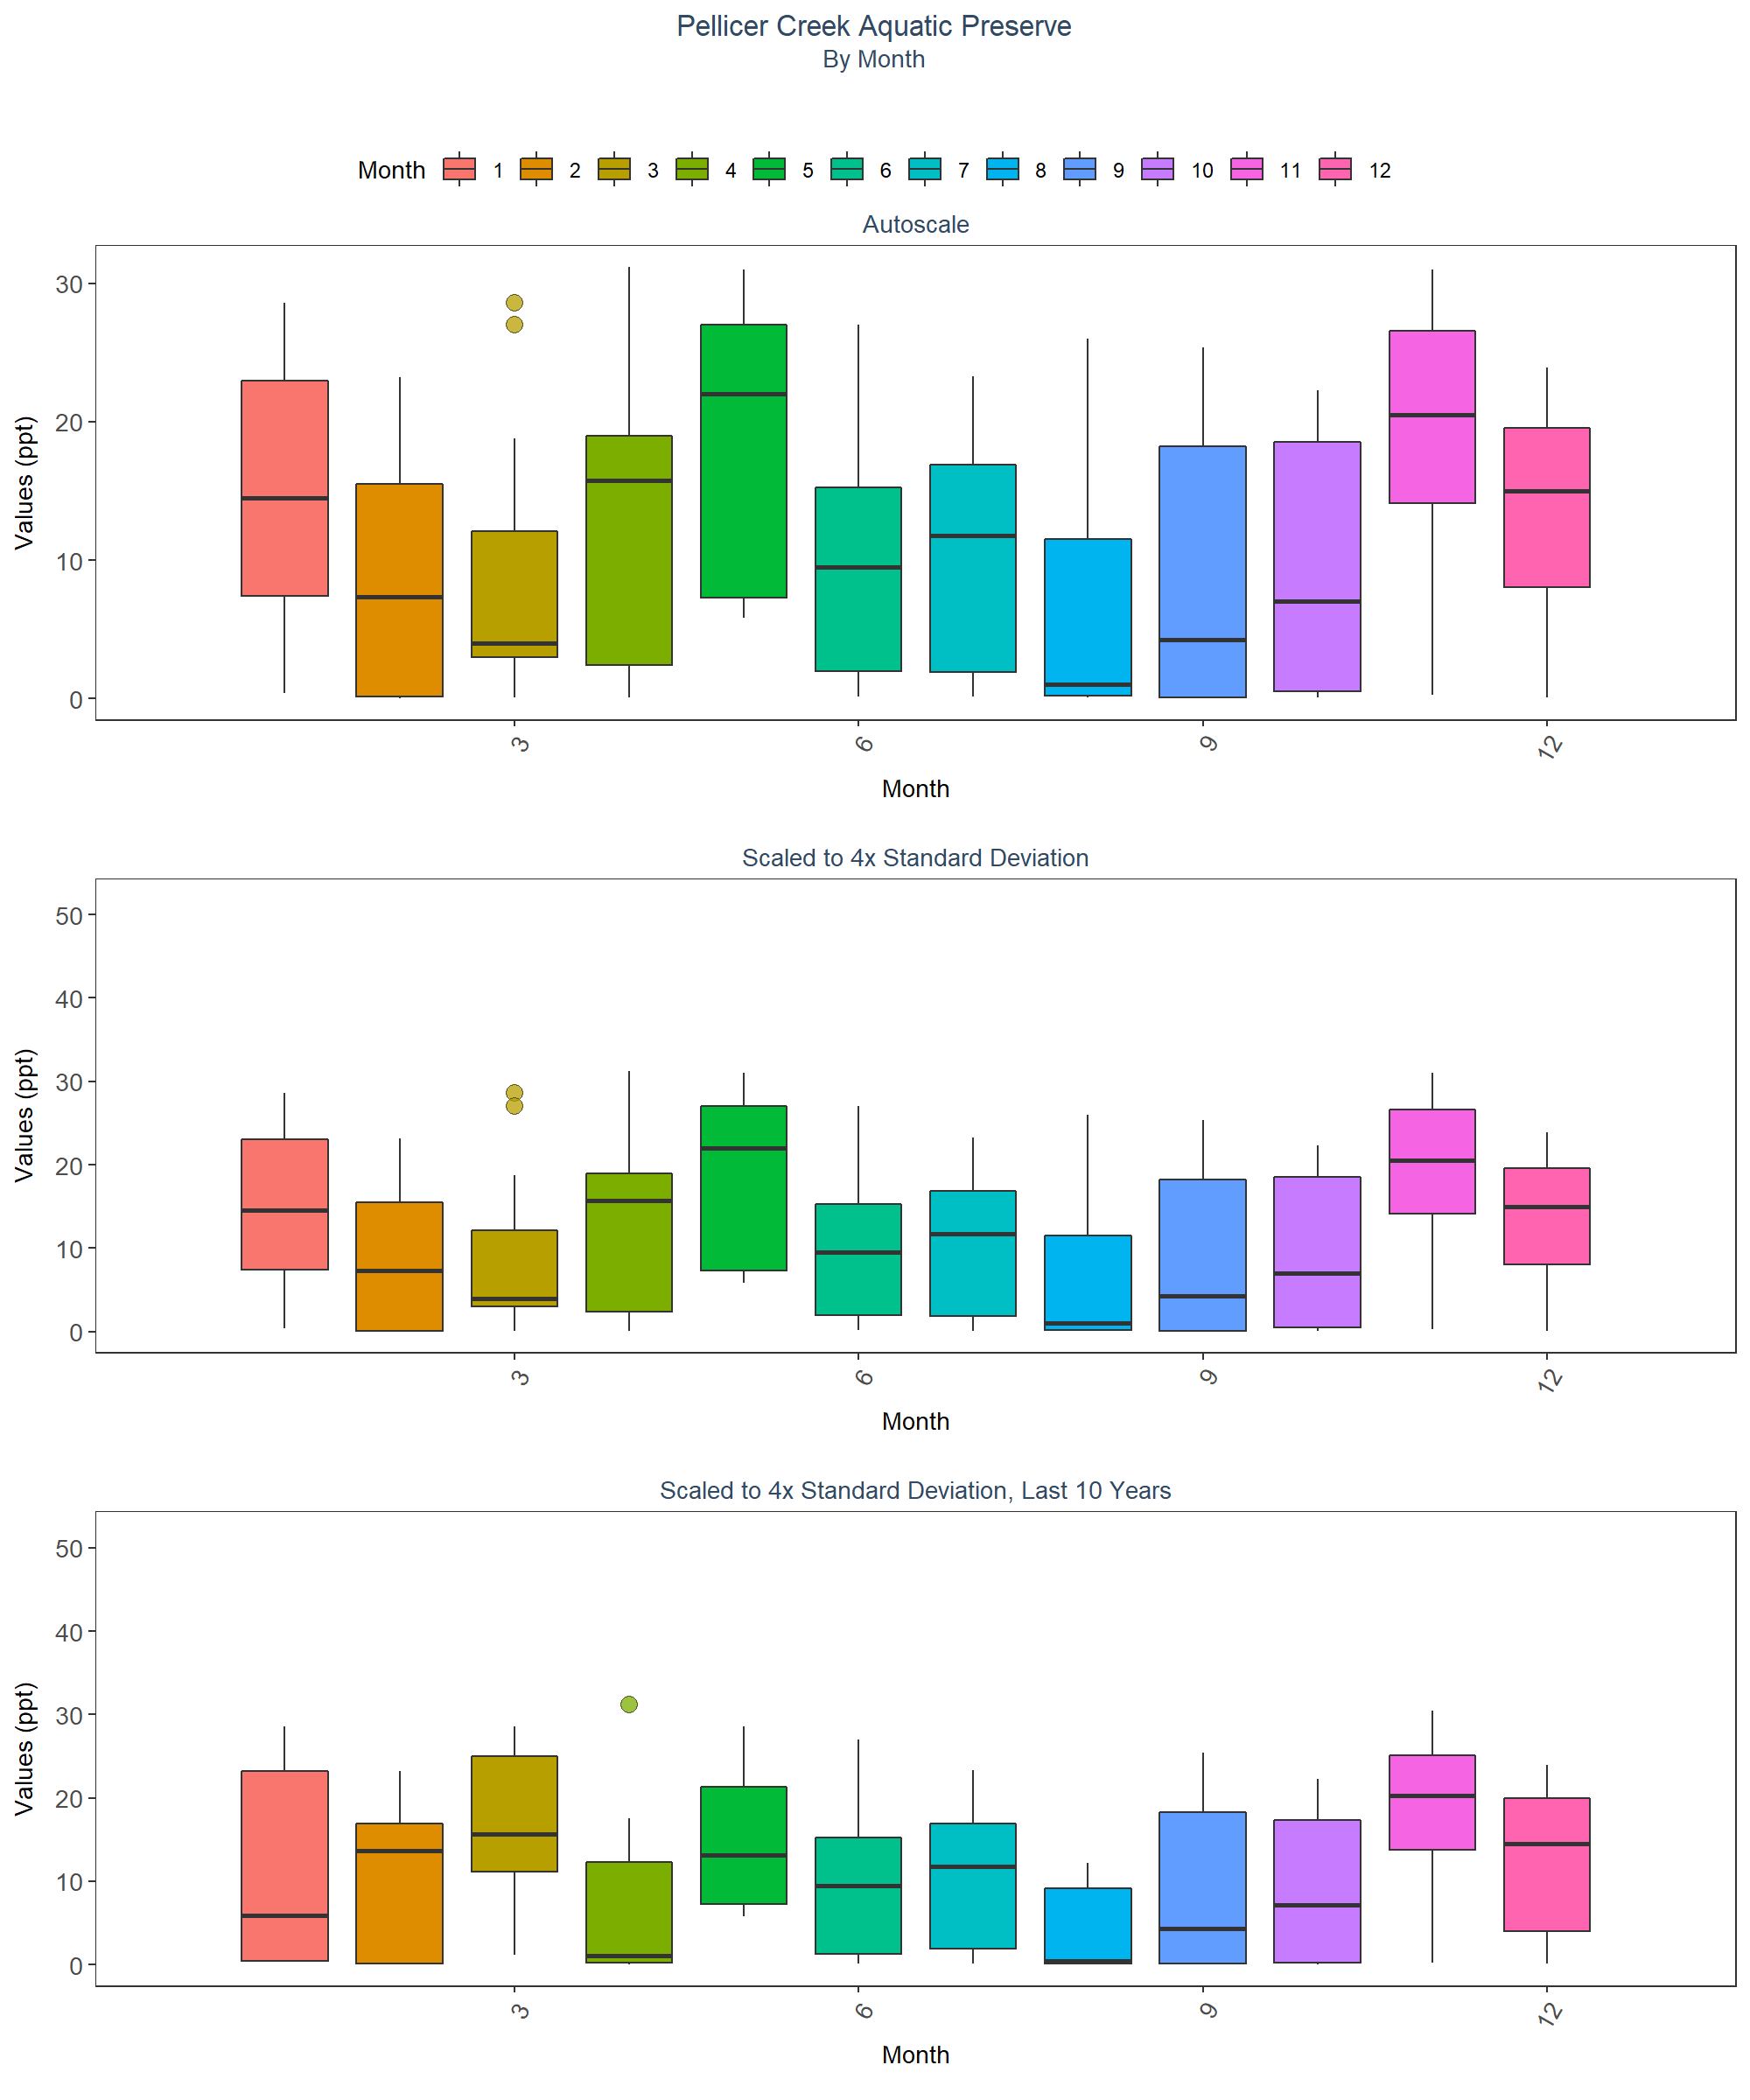 Pellicer Creek Aquatic Preserve
By Month
Month 1 2 3 4 5 6 7 8 9 10 11 12
Autoscale
Values (ppt)
30
20
10
0
3 6 9 12
Month
Scaled to 4x Standard Deviation
Values (ppt)
50
40
30
20
10
0
3 6 9 12
Month
Scaled to 4x Standard Deviation, Last 10 Years
Values (ppt)
50
40
30
20
10
0
3 6 9 12
Month